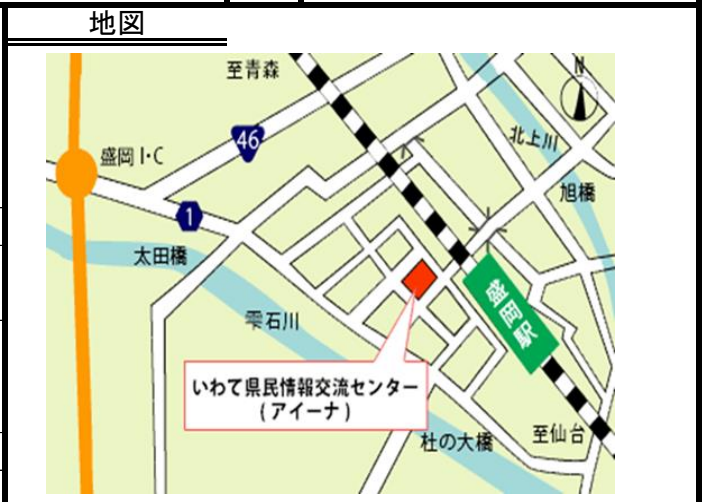 地図
至青森
N
46
北上川
盛岡 I・C
旭橋
1
太田橋
盛岡駅
雫石川
いわて県民情報交流センター
(アイーナ)
杜の大橋
至仙台